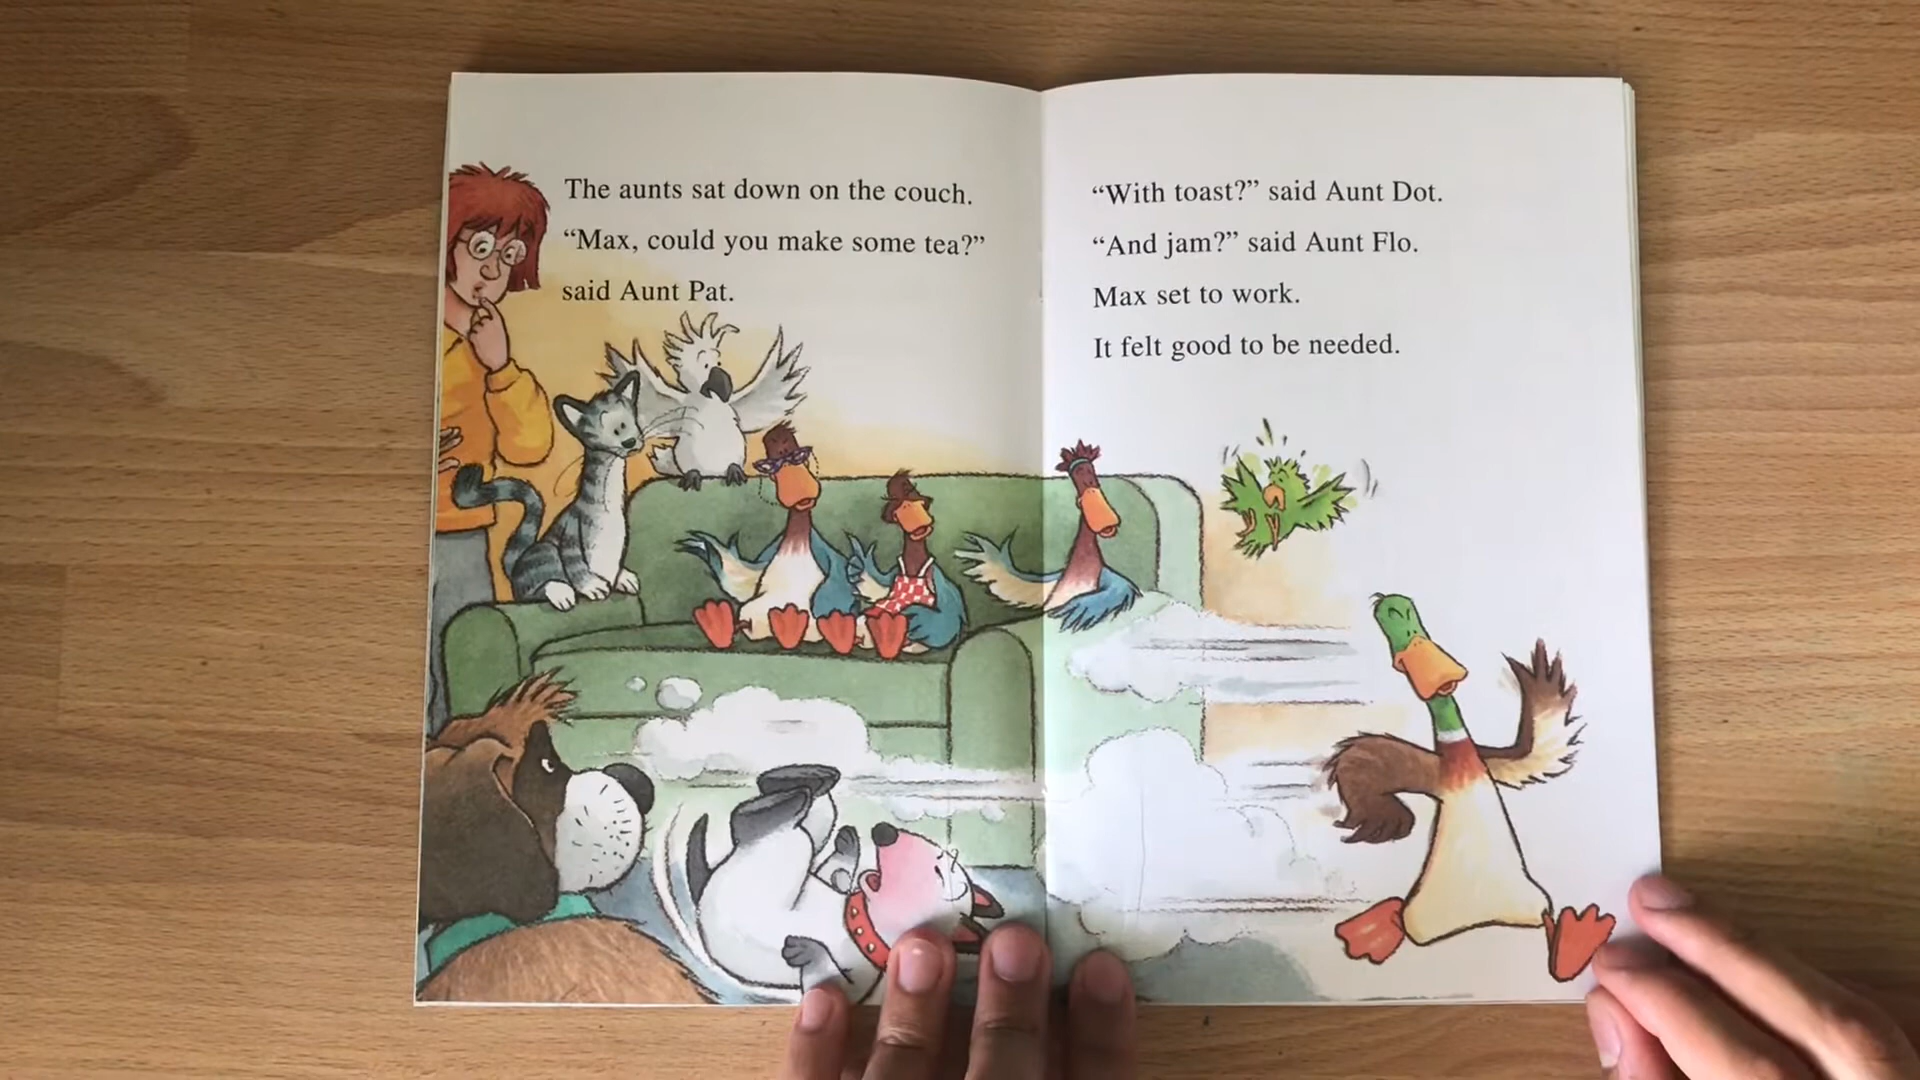 The aunts sat down on the couch.
“Max, could you make some tea?”
said Aunt Pat.
“With toast?” said Aunt Dot.
“And jam?” said Aunt Flo.
Max set to work.
It felt good to be needed.